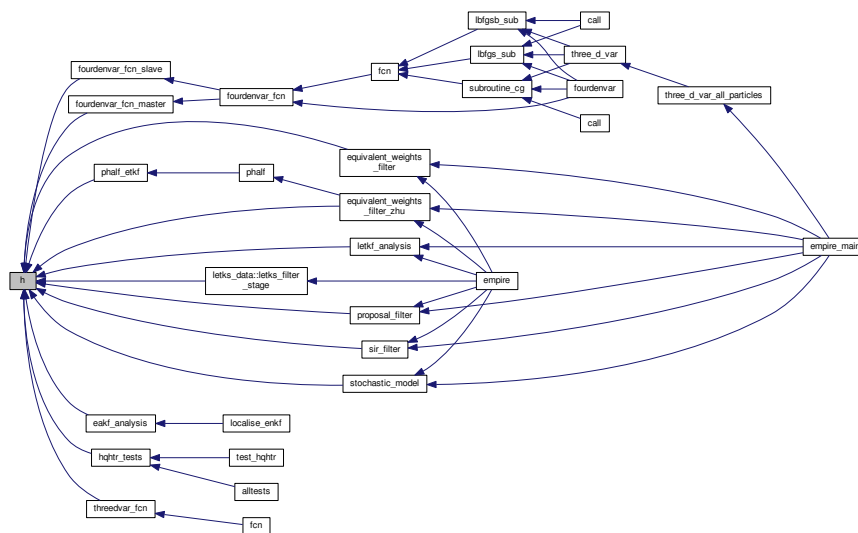 lbfgsb_sub
call
fourdenvar_fcn_slave
fcn
lbfgs_sub
three_d_var
fourdenvar_fcn_master
fourdenvar_fcn
subroutine_cg
fourdenvar
three_d_var_all_particles
call
equivalent_weights
_filter
phalf_etkf
phalf
equivalent_weights
_filter_zhu
letkf_analysis
empire_main
h
letks_data::letks_filter
_stage
empire
proposal_filter
sir_filter
stochastic_model
eakf_analysis
localise_enkf
hqhtr_tests
test_hqhtr
alltests
threedvar_fcn
fcn